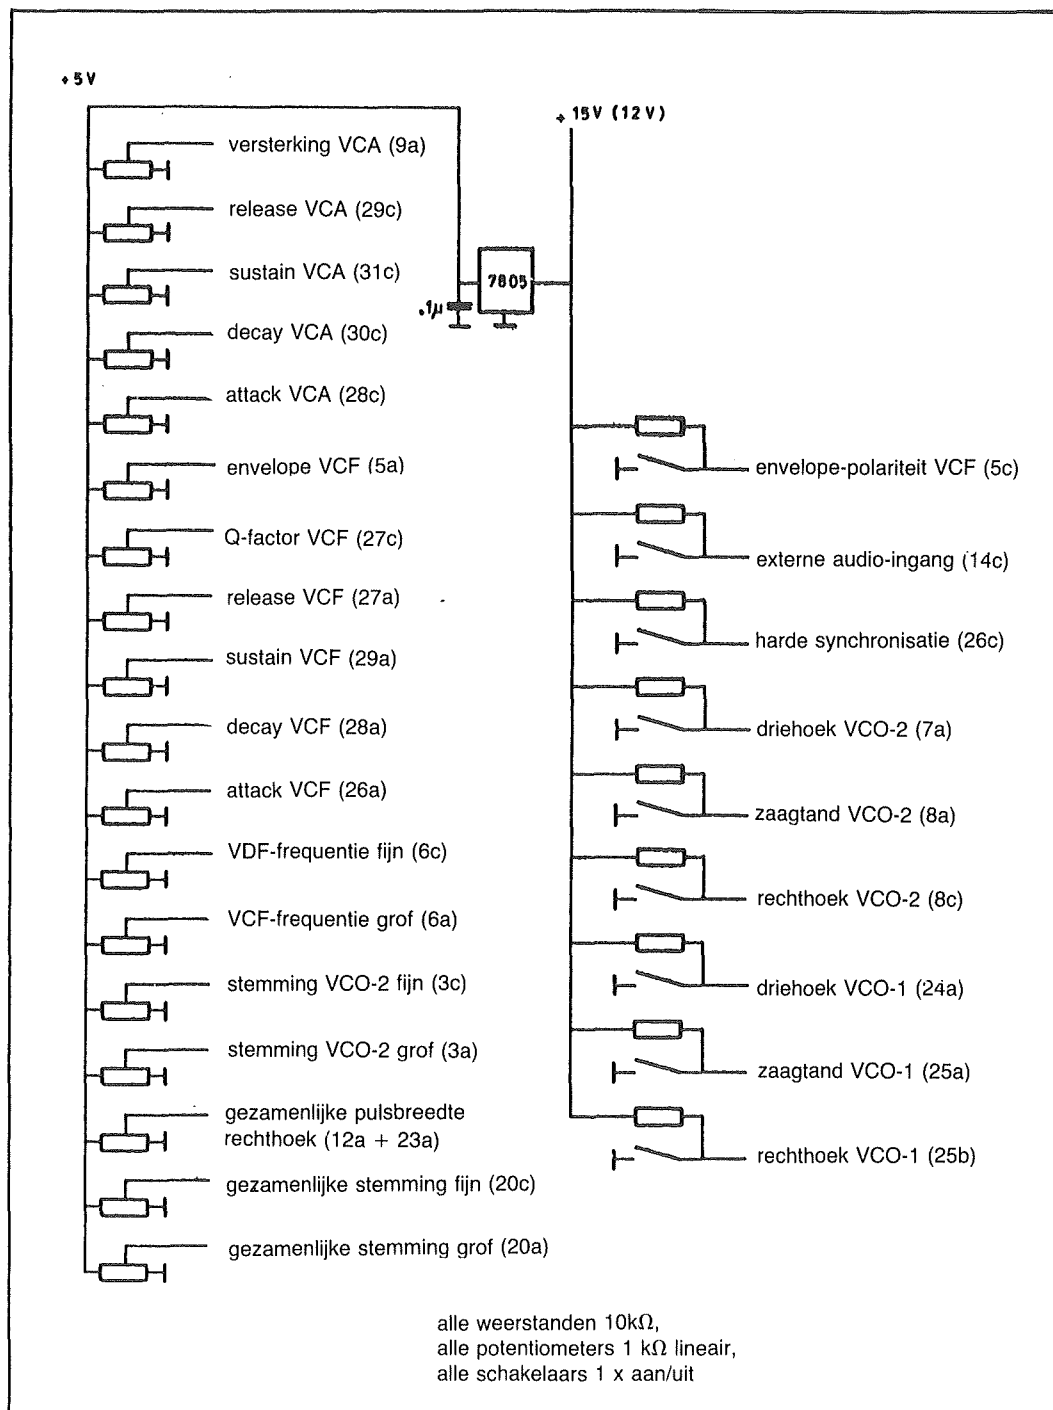 +5V
+ 15V (12V)
versterking VCA (9a)
release VCA (29c)
sustain VCA (31c)
decay VCA (30c)
attack VCA (28c)
envelope VCF (5a)
Q-factor VCF (27c)
release VCF (27a)
sustain VCF (29a)
decay VCF (28a)
attack VCF (26a)
VDF-frequentie fijn (6c)
VCF-frequentie grof (6a)
stemming VCO-2 fijn (3c)
stemming VCO-2 grof (3a)
gezamenlijke pulsbreedte
rechthoek (12a + 23a)
gezamenlijke stemming fijn (20c)
gezamenlijke stemming grof (20a)
7805
.1µ
envelope-polariteit VCF (5c)
externe audio-ingang (14c)
harde synchronisatie (26c)
driehoek VCO-2 (7a)
zaagtand VCO-2 (8a)
rechthoek VCO-2 (8c)
driehoek VCO-1 (24a)
zaagtand VCO-1 (25a)
rechthoek VCO-1 (25b)
alle weerstanden 10kΩ,
alle potentiometers 1 kΩ lineair,
alle schakelaars 1 x aan/uit